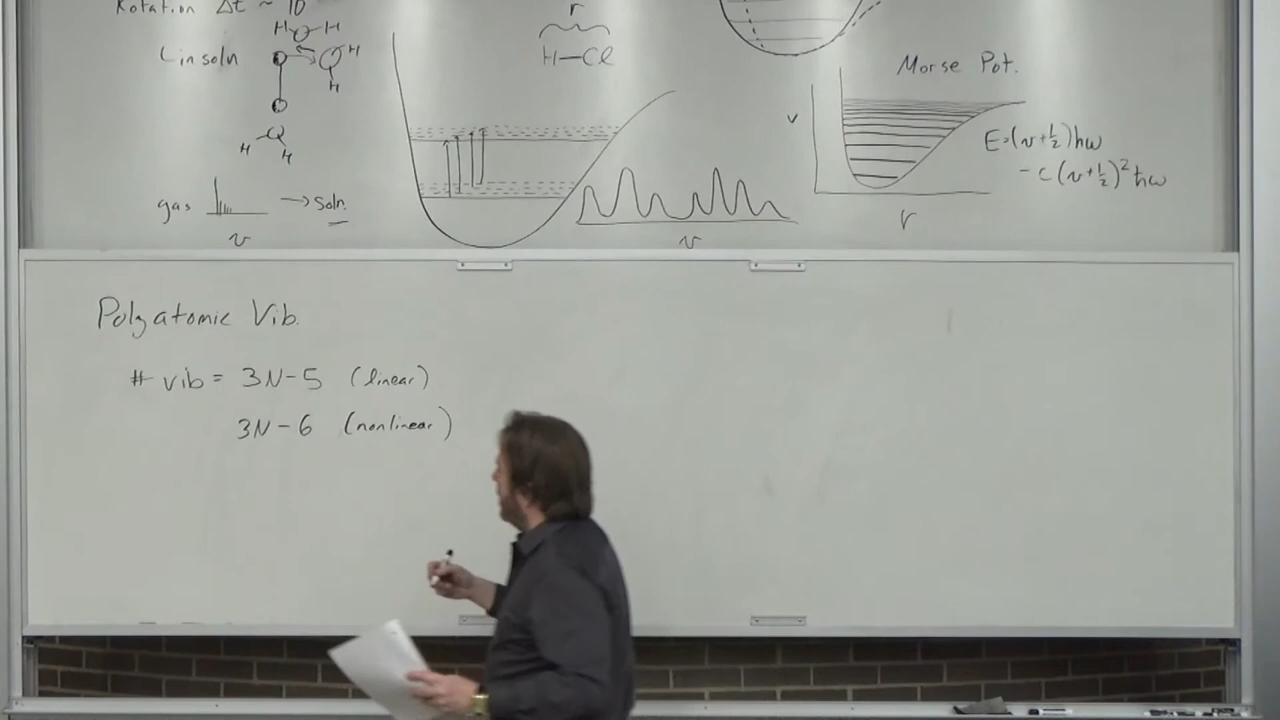 Rotation Δt ~ 10
H-O-H
in soln
H
H
O
H H
gas → soln.
ν
r
H-Cl
ν
Morse Pot.
V
r
E=(v+½)ħω
- C(v+½)²ħω
Polyatomic Vib.
# vib = 3N-5 (linear)
3N-6 (nonlinear)